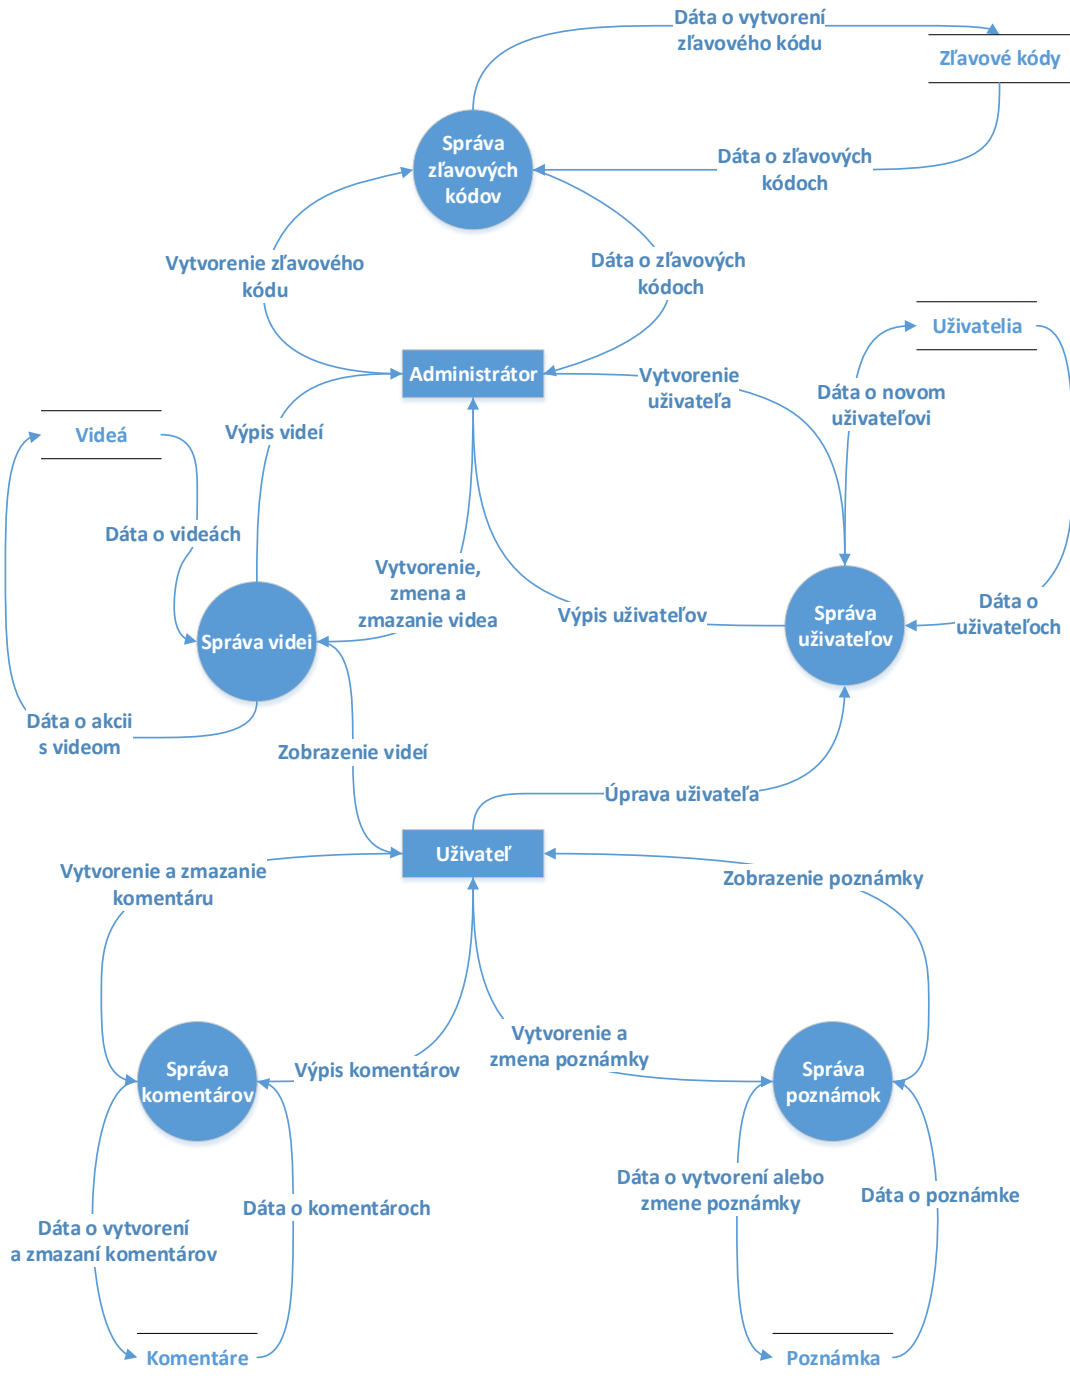 Dáta o vytvorení
zľavového kódu
Zľavové kódy
Správa
zľavových
kódov
Dáta o zľavových
kódoch
Vytvorenie zľavového
kódu
Dáta o zľavových
kódoch
Uživatelia
Administrátor
Vytvorenie
uživateľa
Dáta o novom
uživateľovi
Videá
Výpis videí
Dáta o videách
Vytvorenie,
zmena a
zmazanie videa
Výpis uživateľov
Správa
uživateľov
Dáta o
uživateľoch
Správa videi
Dáta o akcii
s videom
Zobrazenie videí
Úprava uživateľa
Uživateľ
Vytvorenie a zmazanie
komentáru
Zobrazenie poznámky
Vytvorenie a
zmena poznámky
Správa
komentárov
Výpis komentárov
Správa
poznámok
Dáta o vytvorení alebo
zmene poznámky
Dáta o poznámke
Dáta o komentároch
Dáta o vytvorení
a zmazaní komentárov
Komentáre
Poznámka